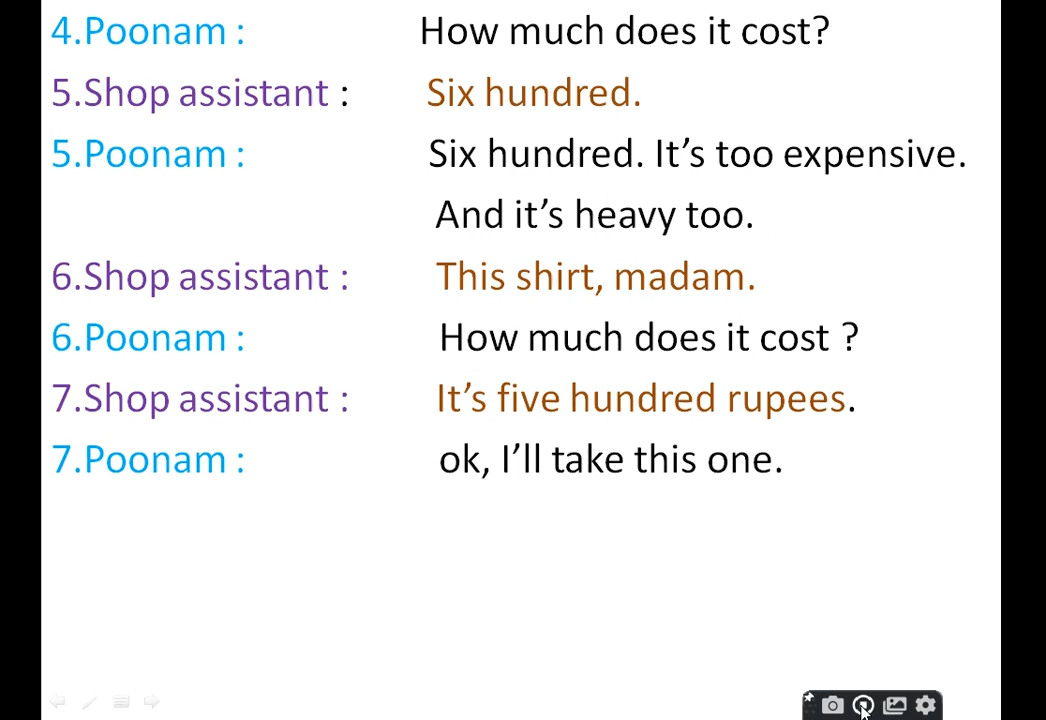 4.Poonam : How much does it cost?
5.Shop assistant : Six hundred.
5.Poonam : Six hundred. It’s too expensive.
And it’s heavy too.
6.Shop assistant : This shirt, madam.
6.Poonam : How much does it cost ?
7.Shop assistant : It’s five hundred rupees.
7.Poonam : ok, I’ll take this one.